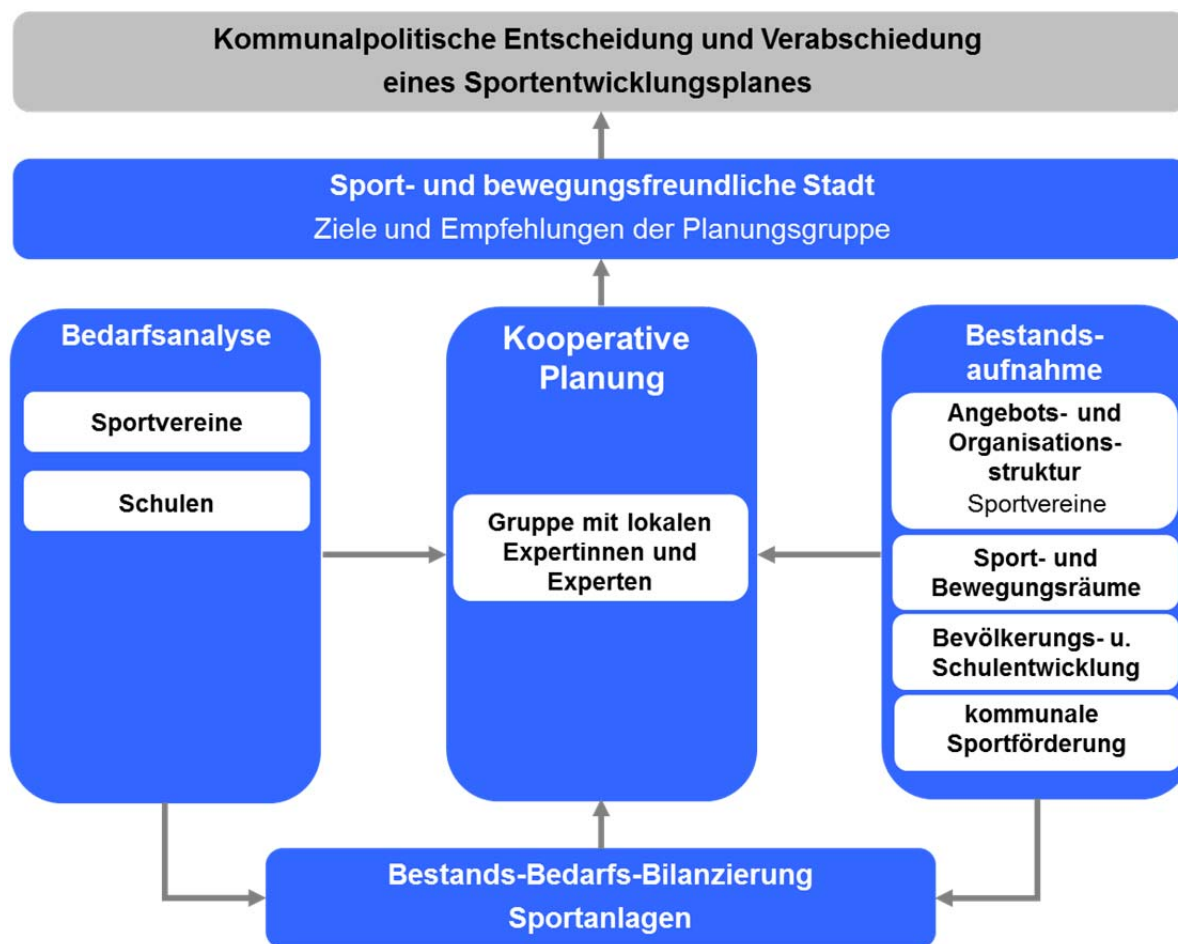 Kommunalpolitische Entscheidung und Verabschiedung
eines Sportentwicklungsplanes
Sport- und bewegungsfreundliche Stadt
Ziele und Empfehlungen der Planungsgruppe
Bedarfsanalyse
Sportvereine
Schulen
Kooperative
Planung
Gruppe mit lokalen
Expertinnen und
Experten
Bestands-
aufnahme
Angebots- und
Organisations-
struktur
Sportvereine
Sport- und
Bewegungsräume
Bevölkerungs- u.
Schulentwicklung
kommunale
Sportförderung
Bestands-Bedarfs-Bilanzierung
Sportanlagen